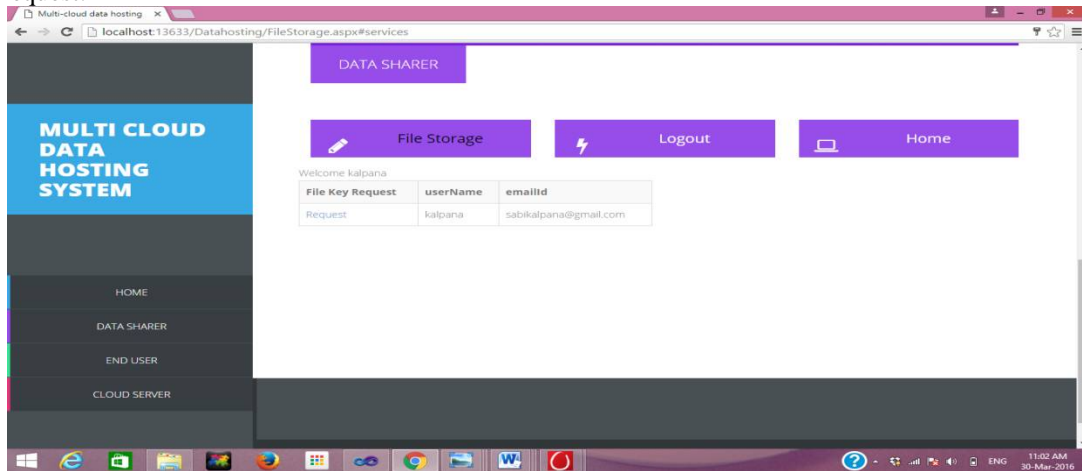 Multi-cloud data hosting
localhost:13633/Datahosting/FileStorage.aspx#services
DATA SHARER
MULTI CLOUD
DATA
HOSTING
SYSTEM
File Storage
Logout
Home
Welcome kalpana
File Key Request userName emailId
Request kalpana sabikalpana@gmail.com
HOME
DATA SHARER
END USER
CLOUD SERVER
ENG
11:02 AM
30-Mar-2016